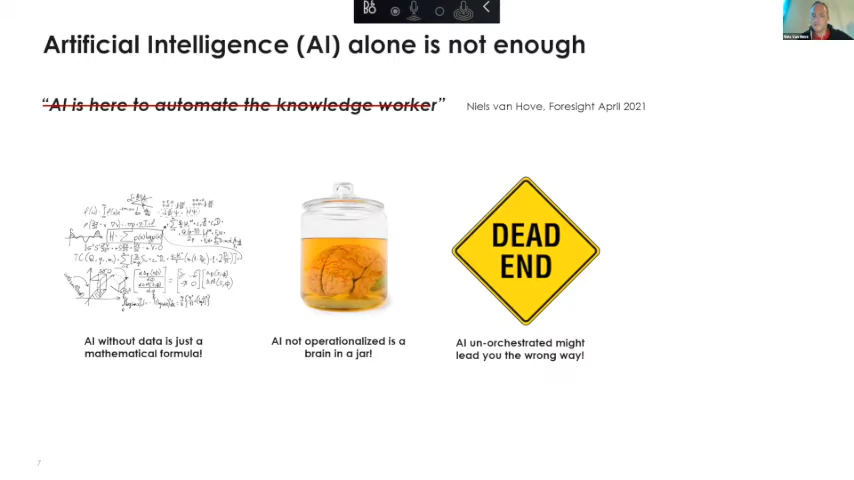 Artificial Intelligence (AI) alone is not enough
“AI is here to automate the knowledge worker”
Niels van Hove, Foresight April 2021
DEAD
END
AI without data is just a
mathematical formula!
AI not operationalized is a
brain in a jar!
AI un-orchestrated might
lead you the wrong way!
7